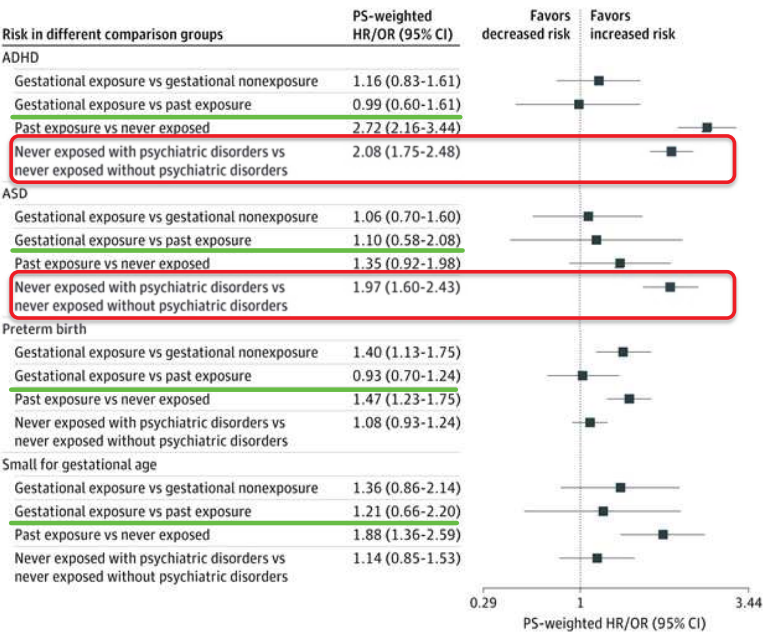 PS-weighted Favors Favors
Risk in different comparison groups HR/OR (95% CI) decreased risk increased risk
ADHD
Gestational exposure vs gestational nonexposure 1.16 (0.83-1.61)
Gestational exposure vs past exposure 0.99 (0.60-1.61)
Past exposure vs never exposed 2.72 (2.16-3.44)
Never exposed with psychiatric disorders vs 2.08 (1.75-2.48)
never exposed without psychiatric disorders
ASD
Gestational exposure vs gestational nonexposure 1.06 (0.70-1.60)
Gestational exposure vs past exposure 1.10 (0.58-2.08)
Past exposure vs never exposed 1.35 (0.92-1.98)
Never exposed with psychiatric disorders vs 1.97 (1.60-2.43)
never exposed without psychiatric disorders
Preterm birth
Gestational exposure vs gestational nonexposure 1.40 (1.13-1.75)
Gestational exposure vs past exposure 0.93 (0.70-1.24)
Past exposure vs never exposed 1.47 (1.23-1.75)
Never exposed with psychiatric disorders vs 1.08 (0.93-1.24)
never exposed without psychiatric disorders
Small for gestational age
Gestational exposure vs gestational nonexposure 1.36 (0.86-2.14)
Gestational exposure vs past exposure 1.21 (0.66-2.20)
Past exposure vs never exposed 1.88 (1.36-2.59)
Never exposed with psychiatric disorders vs 1.14 (0.85-1.53)
never exposed without psychiatric disorders
0.29 1 3.44
PS-weighted HR/OR (95% CI)